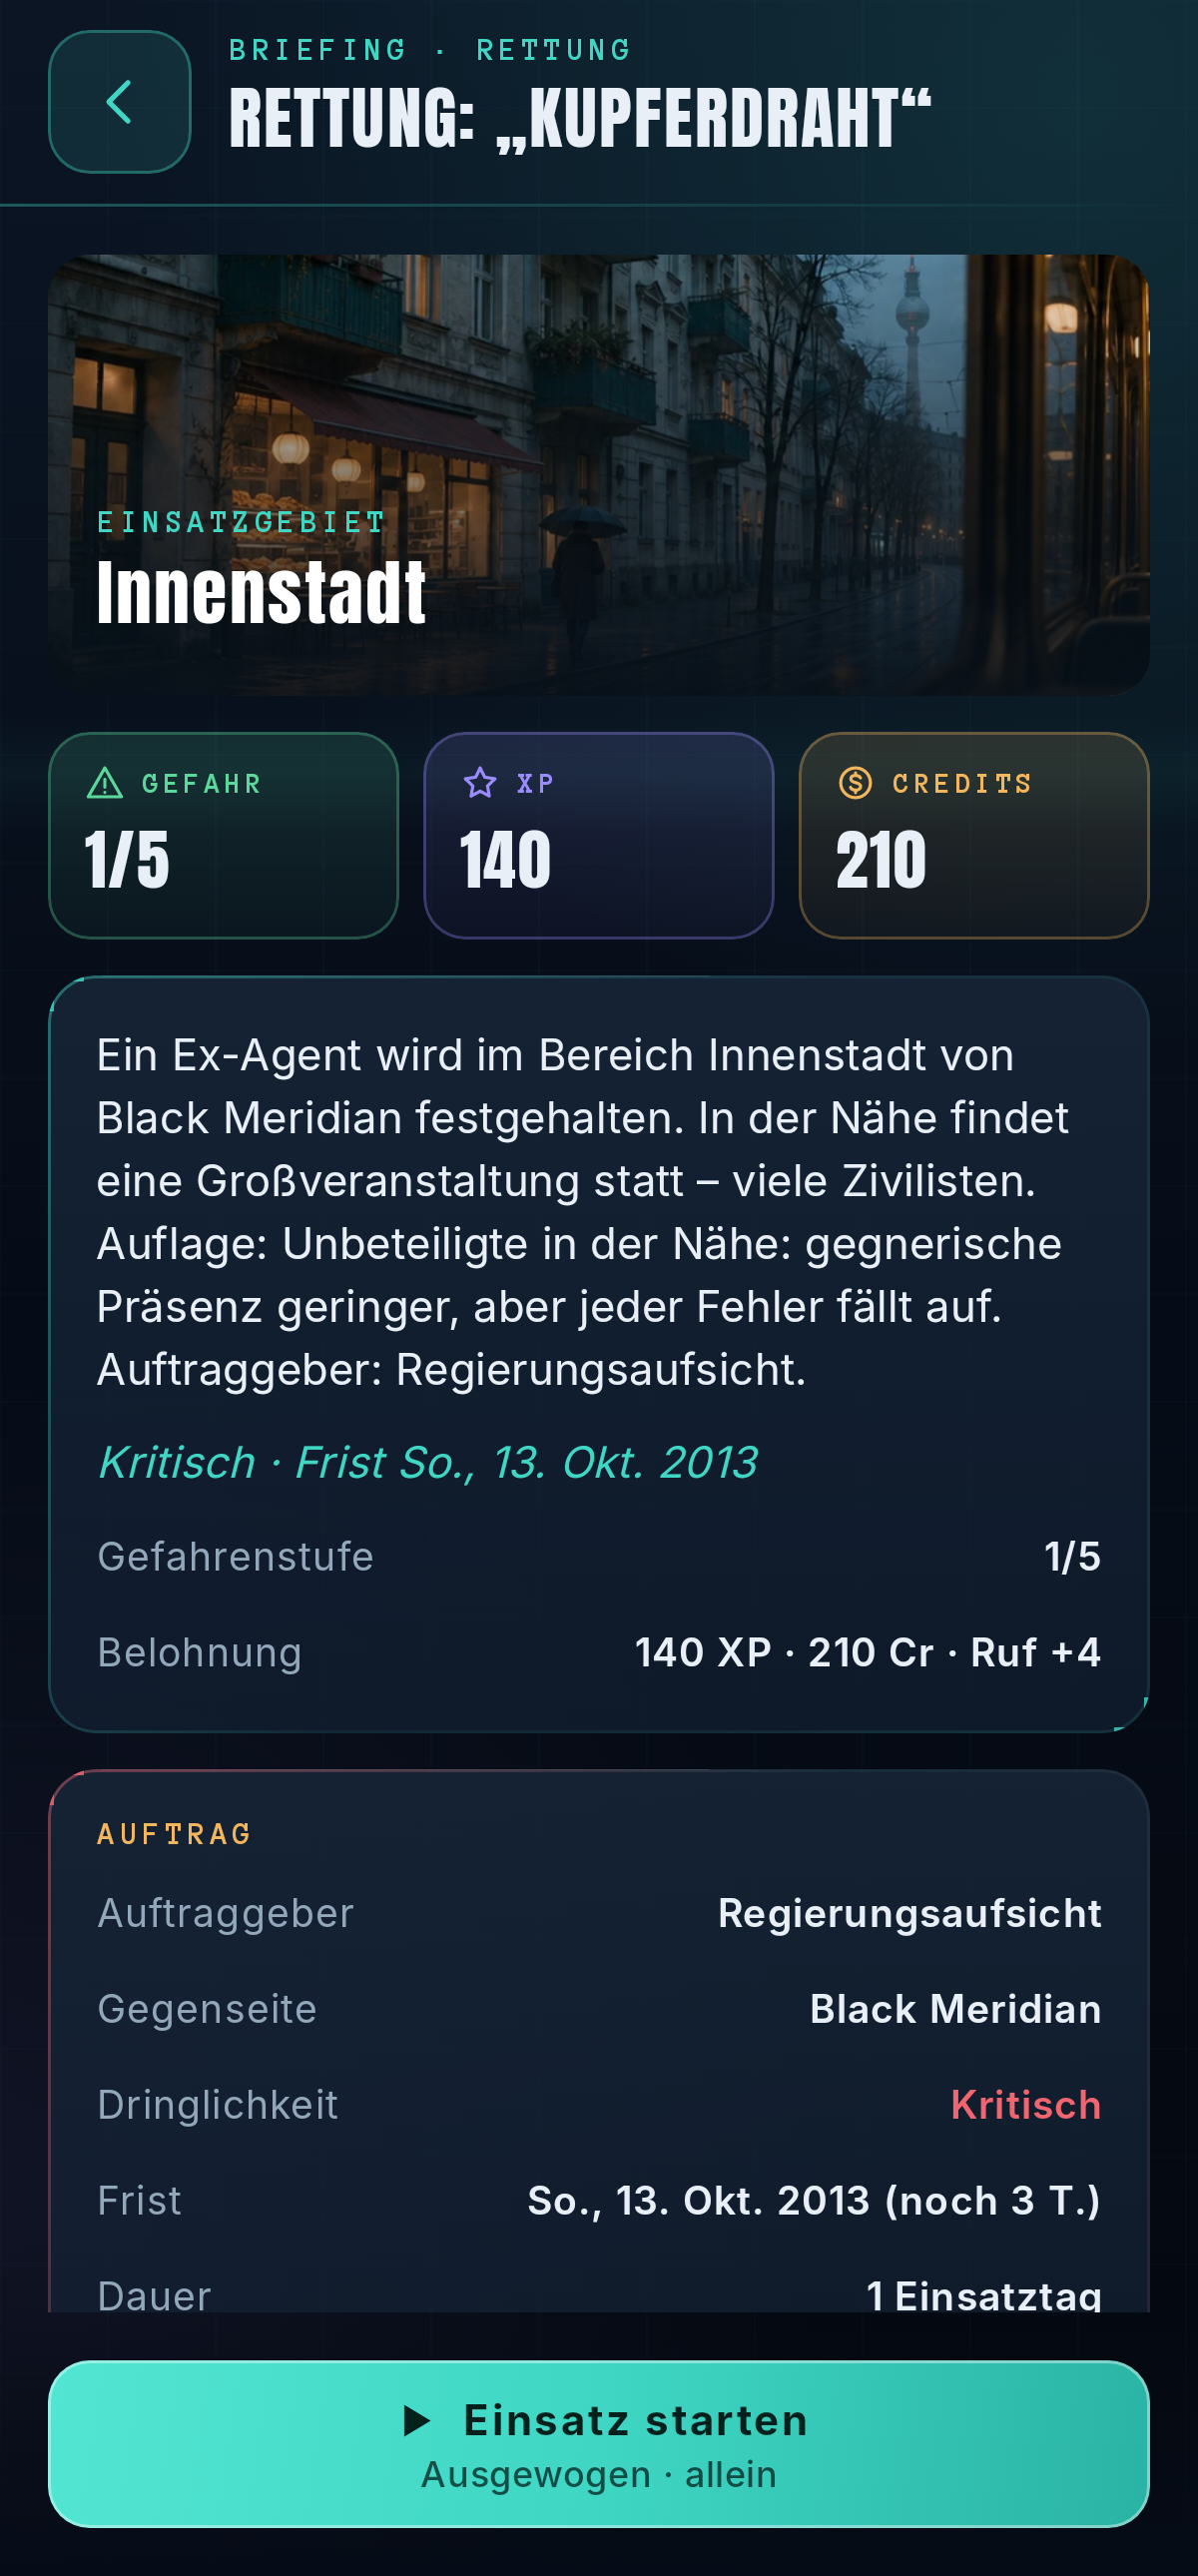 BRIEFING · RETTUNG
RETTUNG: „KUPFERDRAHT“
EINSATZGEBIET
Innenstadt
GEFAHR
1/5
XP
140
CREDITS
210
Ein Ex-Agent wird im Bereich Innenstadt von
Black Meridian festgehalten. In der Nähe findet
eine Großveranstaltung statt – viele Zivilisten.
Auflage: Unbeteiligte in der Nähe: gegnerische
Präsenz geringer, aber jeder Fehler fällt auf.
Auftraggeber: Regierungsaufsicht.
Kritisch · Frist So., 13. Okt. 2013
Gefahrenstufe 1/5
Belohnung 140 XP · 210 Cr · Ruf +4
AUFTRAG
Auftraggeber Regierungsaufsicht
Gegenseite Black Meridian
Dringlichkeit Kritisch
Frist So., 13. Okt. 2013 (noch 3 T.)
Dauer 1 Einsatztag
Einsatz starten
Ausgewogen · allein